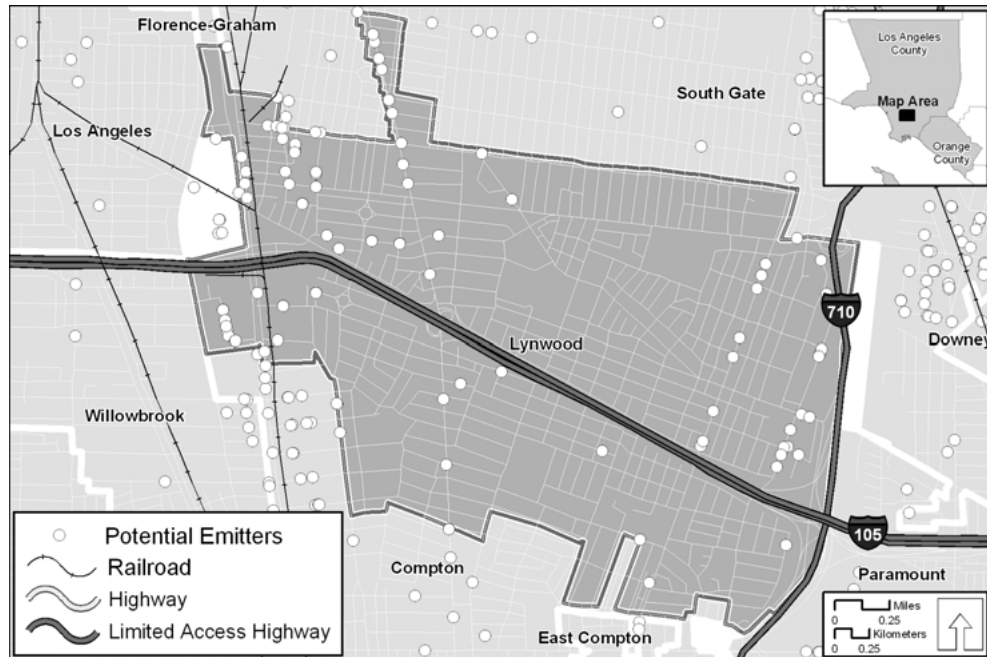 Florence-Graham
Los Angeles
County
South Gate
Map Area
Los Angeles
Orange
County
710
Lynwood
Downey
Willowbrook
Potential Emitters
Railroad
Highway
Limited Access Highway
105
Compton
Paramount
East Compton
Miles
0 0.25
Kilometers
0 0.25